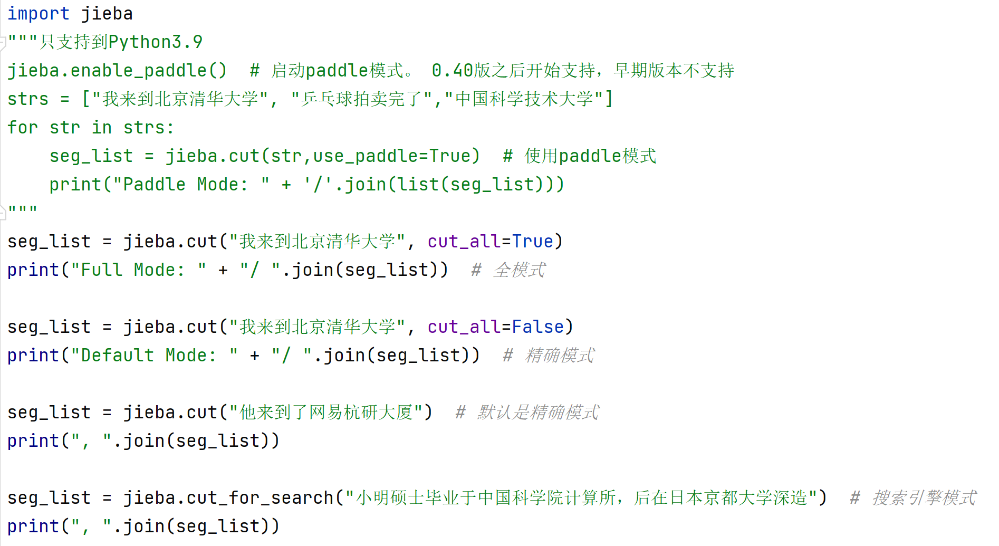 import jieba
"""只支持到Python3.9
jieba.enable_paddle()  # 启动paddle模式。 0.40版之后开始支持，早期版本不支持
strs = ["我来到北京清华大学", "乒乓球拍卖完了","中国科学技术大学"]
for str in strs:
    seg_list = jieba.cut(str,use_paddle=True)  # 使用paddle模式
    print("Paddle Mode: " + '/'.join(list(seg_list)))
"""
seg_list = jieba.cut("我来到北京清华大学", cut_all=True)
print("Full Mode: " + "/ ".join(seg_list))  # 全模式
seg_list = jieba.cut("我来到北京清华大学", cut_all=False)
print("Default Mode: " + "/ ".join(seg_list))  # 精确模式
seg_list = jieba.cut("他来到了网易杭研大厦")  # 默认是精确模式
print(", ".join(seg_list))
seg_list = jieba.cut_for_search("小明硕士毕业于中国科学院计算所，后在日本京都大学深造")  # 搜索引擎模式
print(", ".join(seg_list))